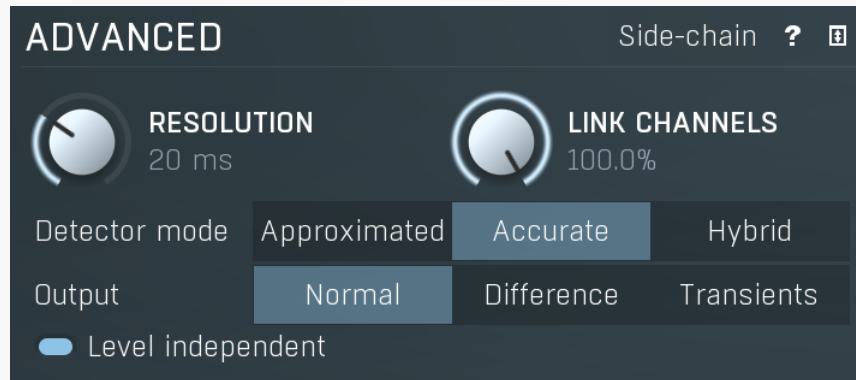 ADVANCED Side-chain ?
RESOLUTION LINK CHANNELS
20 ms 100.0%
Detector mode Approximated Accurate Hybrid
Output Normal Difference Transients
Level independent